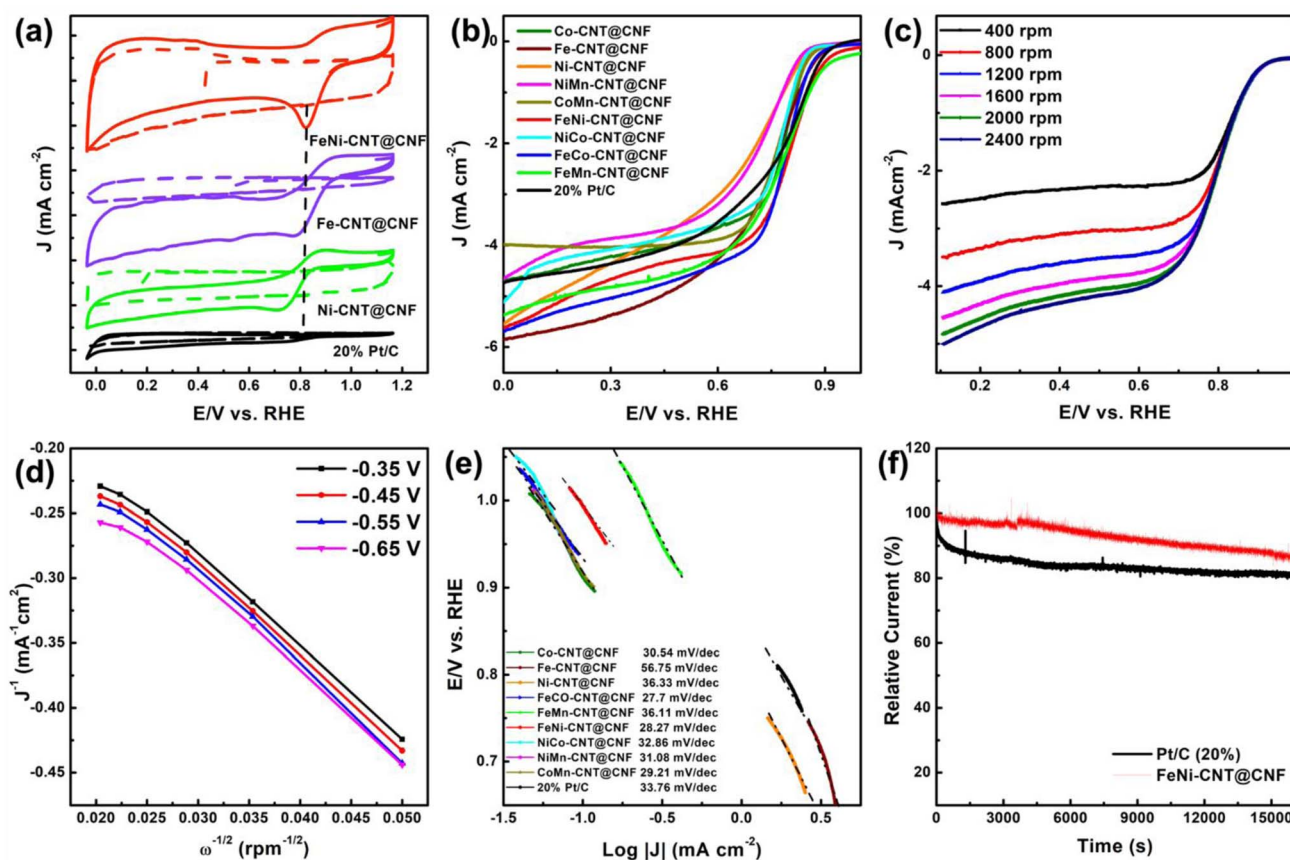 (a)
J (mA cm-2)
FeNi-CNT@CNF
Fe-CNT@CNF
Ni-CNT@CNF
20% Pt/C
0.0 0.2 0.4 0.6 0.8 1.0 1.2
E/V vs. RHE
(b)
J (mA cm-2)
0
-2
-4
-6
Co-CNT@CNF
Fe-CNT@CNF
Ni-CNT@CNF
NiMn-CNT@CNF
CoMn-CNT@CNF
FeNi-CNT@CNF
NiCo-CNT@CNF
FeCo-CNT@CNF
FeMn-CNT@CNF
20% Pt/C
0.0 0.3 0.6 0.9
E/V vs. RHE
(c)
J (mAcm-2)
0
-2
-4
400 rpm
800 rpm
1200 rpm
1600 rpm
2000 rpm
2400 rpm
0.2 0.4 0.6 0.8
E/V vs. RHE
(d)
J-1 (mA-1cm2)
-0.20
-0.25
-0.30
-0.35
-0.40
-0.45
-0.35 V
-0.45 V
-0.55 V
-0.65 V
0.020 0.025 0.030 0.035 0.040 0.045 0.050
ω-1/2 (rpm-1/2)
(e)
E/V vs. RHE
1.0
0.9
0.8
0.7
Co-CNT@CNF 30.54 mV/dec
Fe-CNT@CNF 56.75 mV/dec
Ni-CNT@CNF 36.33 mV/dec
FeCO-CNT@CNF 27.7 mV/dec
FeMn-CNT@CNF 36.11 mV/dec
FeNi-CNT@CNF 28.27 mV/dec
NiCo-CNT@CNF 32.86 mV/dec
NiMn-CNT@CNF 31.08 mV/dec
CoMn-CNT@CNF 29.21 mV/dec
20% Pt/C 33.76 mV/dec
-1.5 -1.0 -0.5 0.0 0.5
Log |J| (mA cm-2)
(f)
Relative Current (%)
120
100
80
60
40
20
Pt/C (20%)
FeNi-CNT@CNF
0 3000 6000 9000 12000 15000
Time (s)